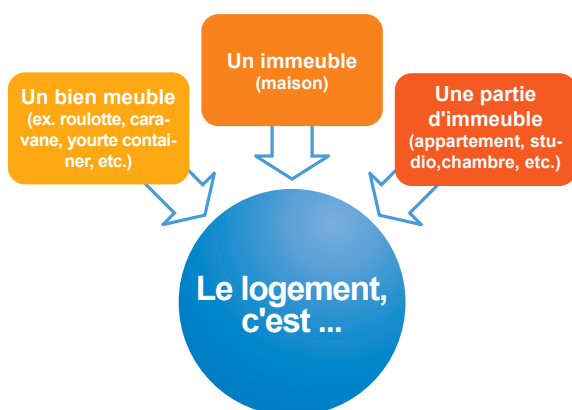 Un bien meuble
(ex. roulotte, cara-
vane, yourte contai-
ner, etc.)
Un immeuble
(maison)
Une partie
d'immeuble
(appartement, stu-
dio,chambre, etc.)
Le logement,
c'est ...